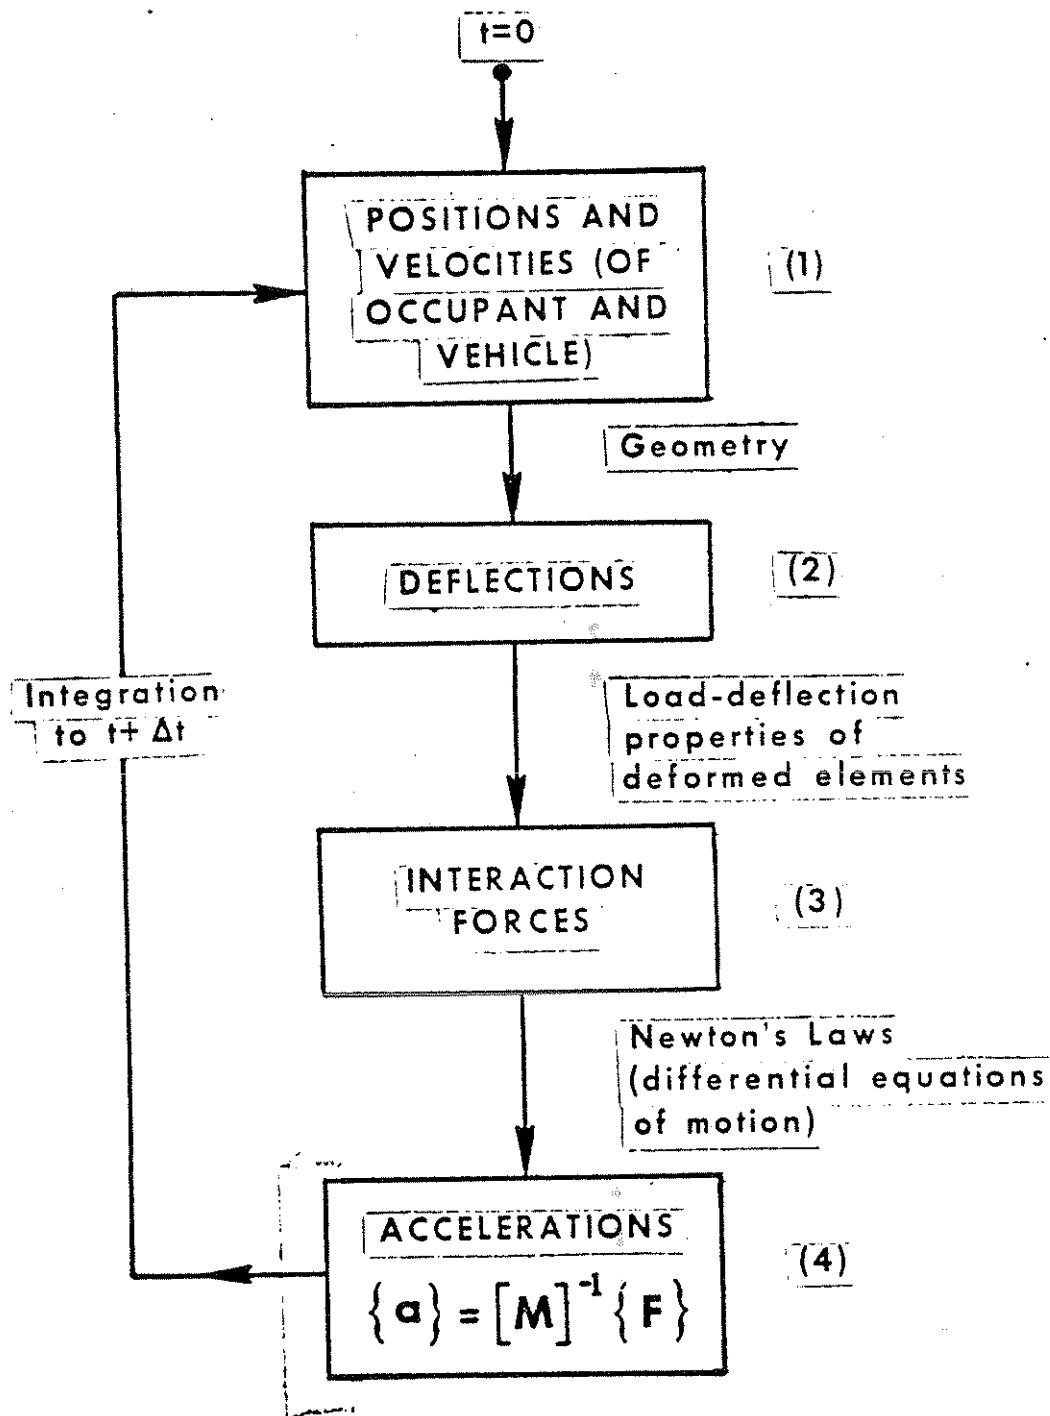 t=0
POSITIONS AND
VELOCITIES (OF
OCCUPANT AND
VEHICLE)
(1)
Geometry
DEFLECTIONS
(2)
Integration
to t+ Δt
Load-deflection
properties of
deformed elements
INTERACTION
FORCES
(3)
Newton's Laws
(differential equations
of motion)
ACCELERATIONS
{a} = [M]⁻¹ {F}
(4)